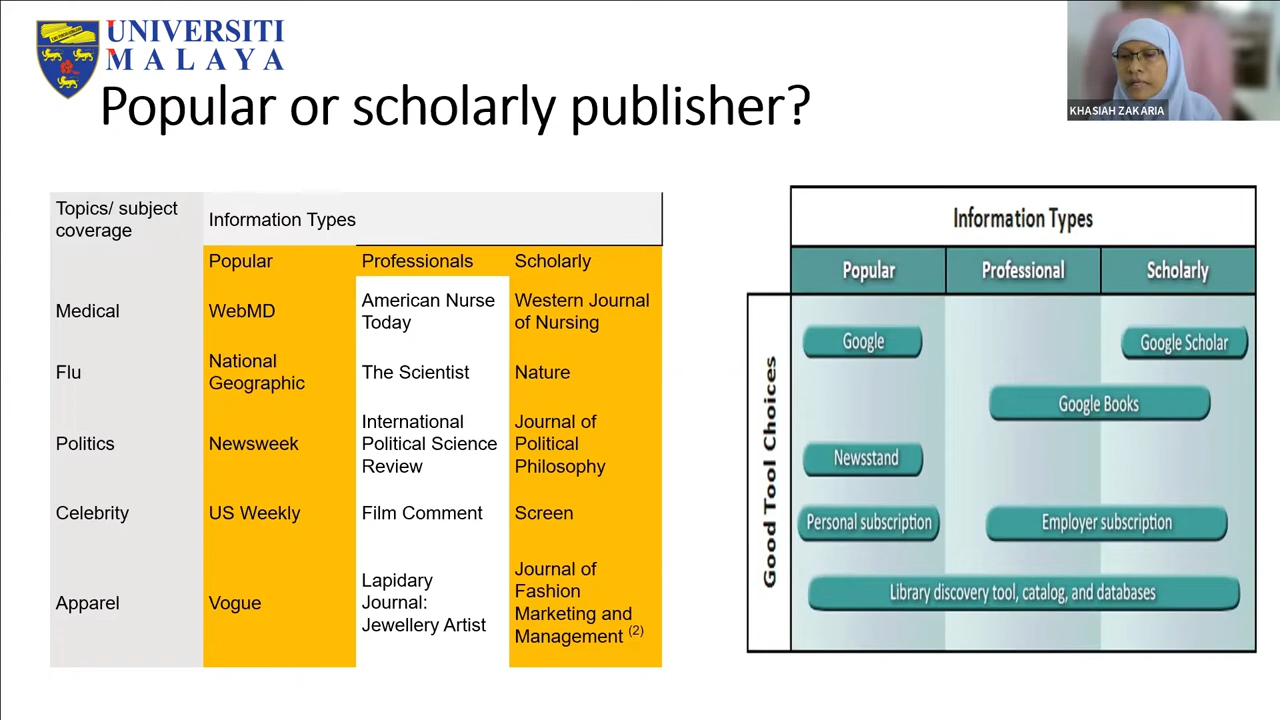 UNIVERSITI
MALAYA
Popular or scholarly publisher?
KHASIAH ZAKARIA
Topics/ subject
coverage
Information Types
Popular
Professionals
Scholarly
Medical
WebMD
American Nurse
Today
Western Journal
of Nursing
Flu
National
Geographic
The Scientist
Nature
Politics
Newsweek
International
Political Science
Review
Journal of
Political
Philosophy
Celebrity
US Weekly
Film Comment
Screen
Apparel
Vogue
Lapidary
Journal:
Jewellery Artist
Journal of
Fashion
Marketing and
Management (2)
Information Types
Popular
Professional
Scholarly
Good Tool Choices
Google
Google Scholar
Google Books
Newsstand
Personal subscription
Employer subscription
Library discovery tool, catalog, and databases